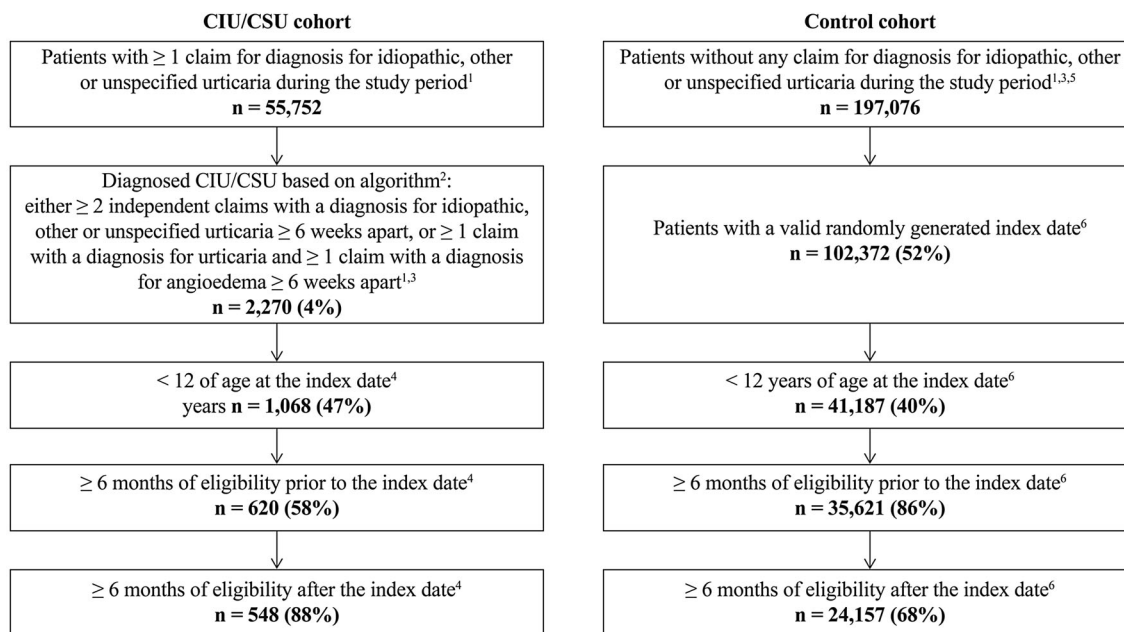 CIU/CSU cohort
Patients with ≥ 1 claim for diagnosis for idiopathic, other
or unspecified urticaria during the study period1
n = 55,752
Diagnosed CIU/CSU based on algorithm2:
either ≥ 2 independent claims with a diagnosis for idiopathic,
other or unspecified urticaria ≥ 6 weeks apart, or ≥ 1 claim
with a diagnosis for urticaria and ≥ 1 claim with a diagnosis
for angioedema ≥ 6 weeks apart1,3
n = 2,270 (4%)
< 12 of age at the index date4
years n = 1,068 (47%)
≥ 6 months of eligibility prior to the index date4
n = 620 (58%)
≥ 6 months of eligibility after the index date4
n = 548 (88%)
Control cohort
Patients without any claim for diagnosis for idiopathic, other
or unspecified urticaria during the study period1,3,5
n = 197,076
Patients with a valid randomly generated index date6
n = 102,372 (52%)
< 12 years of age at the index date6
n = 41,187 (40%)
≥ 6 months of eligibility prior to the index date6
n = 35,621 (86%)
≥ 6 months of eligibility after the index date6
n = 24,157 (68%)